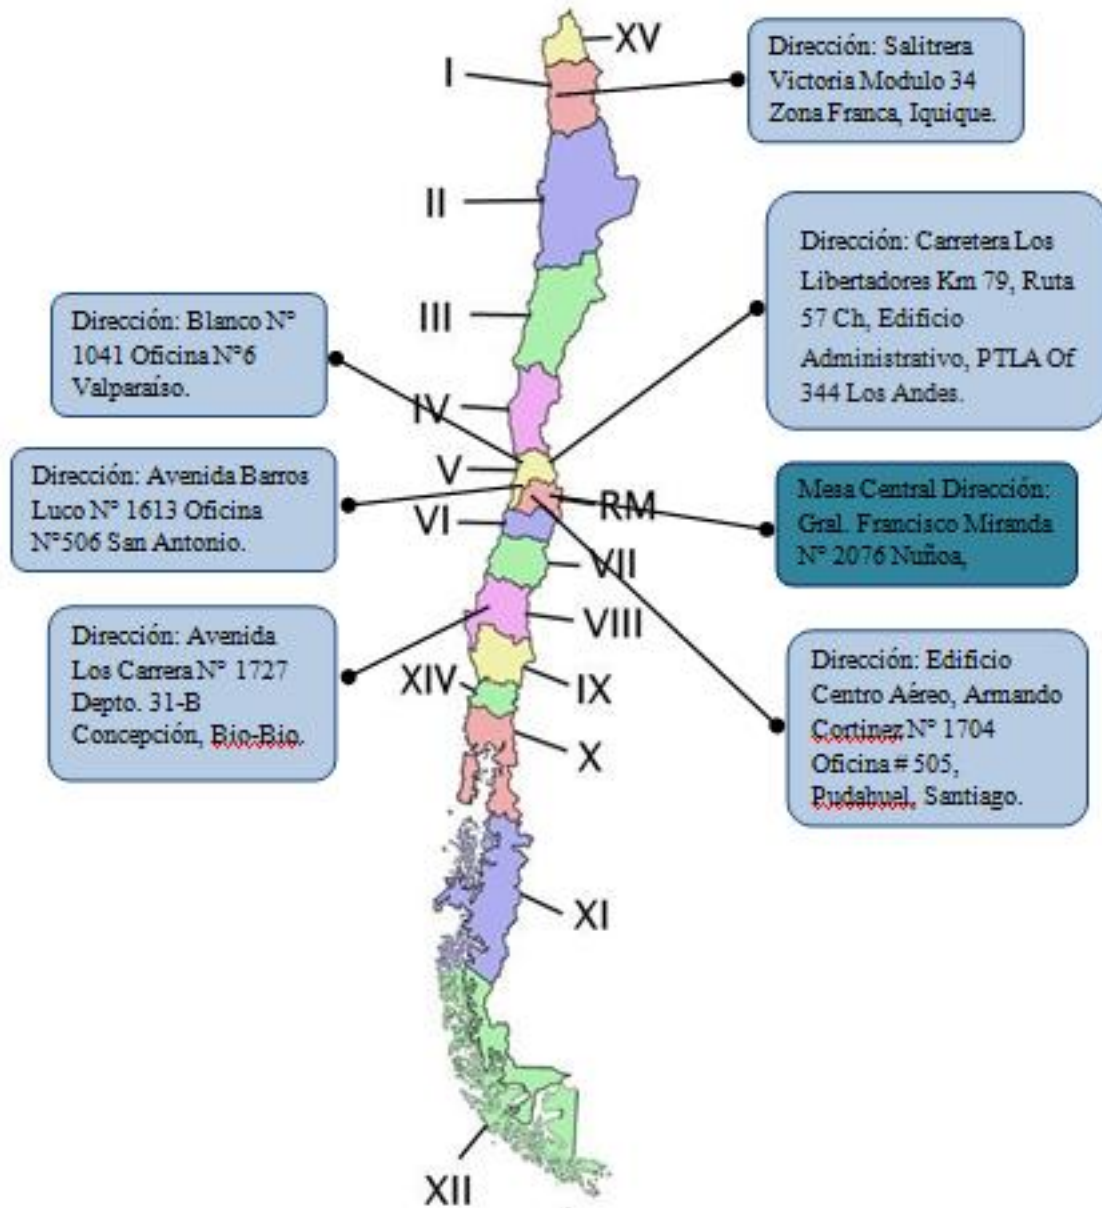 XV
I
Dirección: Salitrera
Victoria Modulo 34
Zona Franca, Iquique.
II
Dirección: Carretera Los
Libertadores Km 79, Ruta
57 Ch, Edificio
Administrativo, PTLA Of
344 Los Andes.
III
Dirección: Blanco N°
1041 Oficina N°6
Valparaíso.
IV
V
Dirección: Avenida Barros
Luco N° 1613 Oficina
N°506 San Antonio.
RM
Mesa Central Dirección:
Gral. Francisco Miranda
N° 2076 Nuñoa,
VI
VII
VIII
Dirección: Avenida
Los Carrera N° 1727
Depto. 31-B
Concepción, Bio-Bio.
XIV
IX
Dirección: Edificio
Centro Aéreo, Armando
Cortinez N° 1704
Oficina # 505,
Pudahuel, Santiago.
X
XI
XII